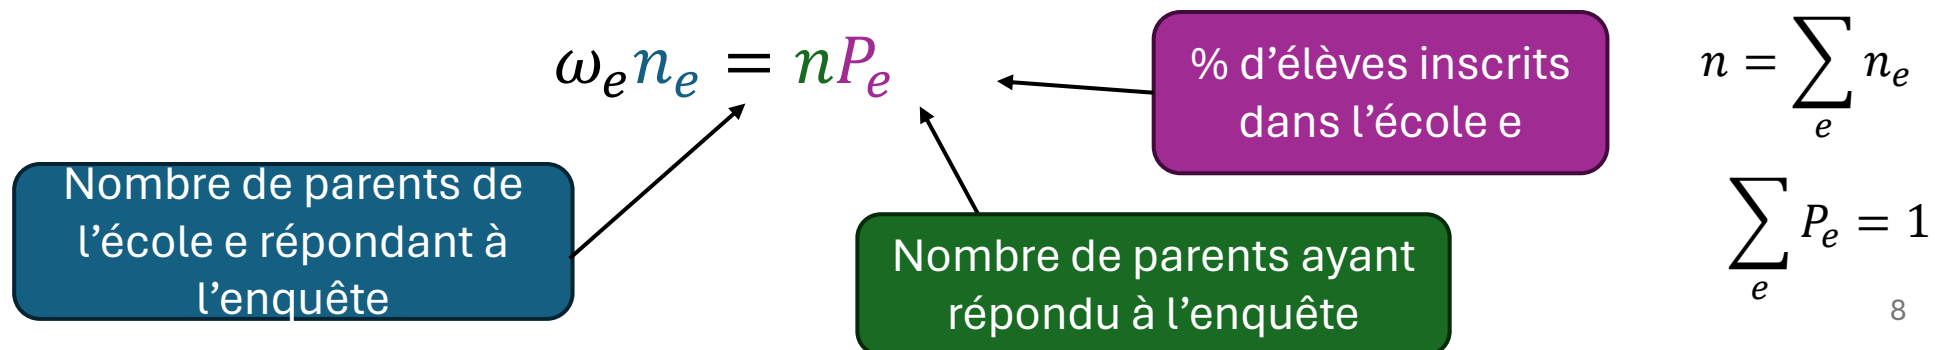 ωₑnₑ = nPₑ
% d’élèves inscrits
dans l’école e
n = ∑ₑ nₑ
Nombre de parents de
l’école e répondant à
l’enquête
Nombre de parents ayant
répondu à l’enquête
∑ₑ Pₑ = 1
8